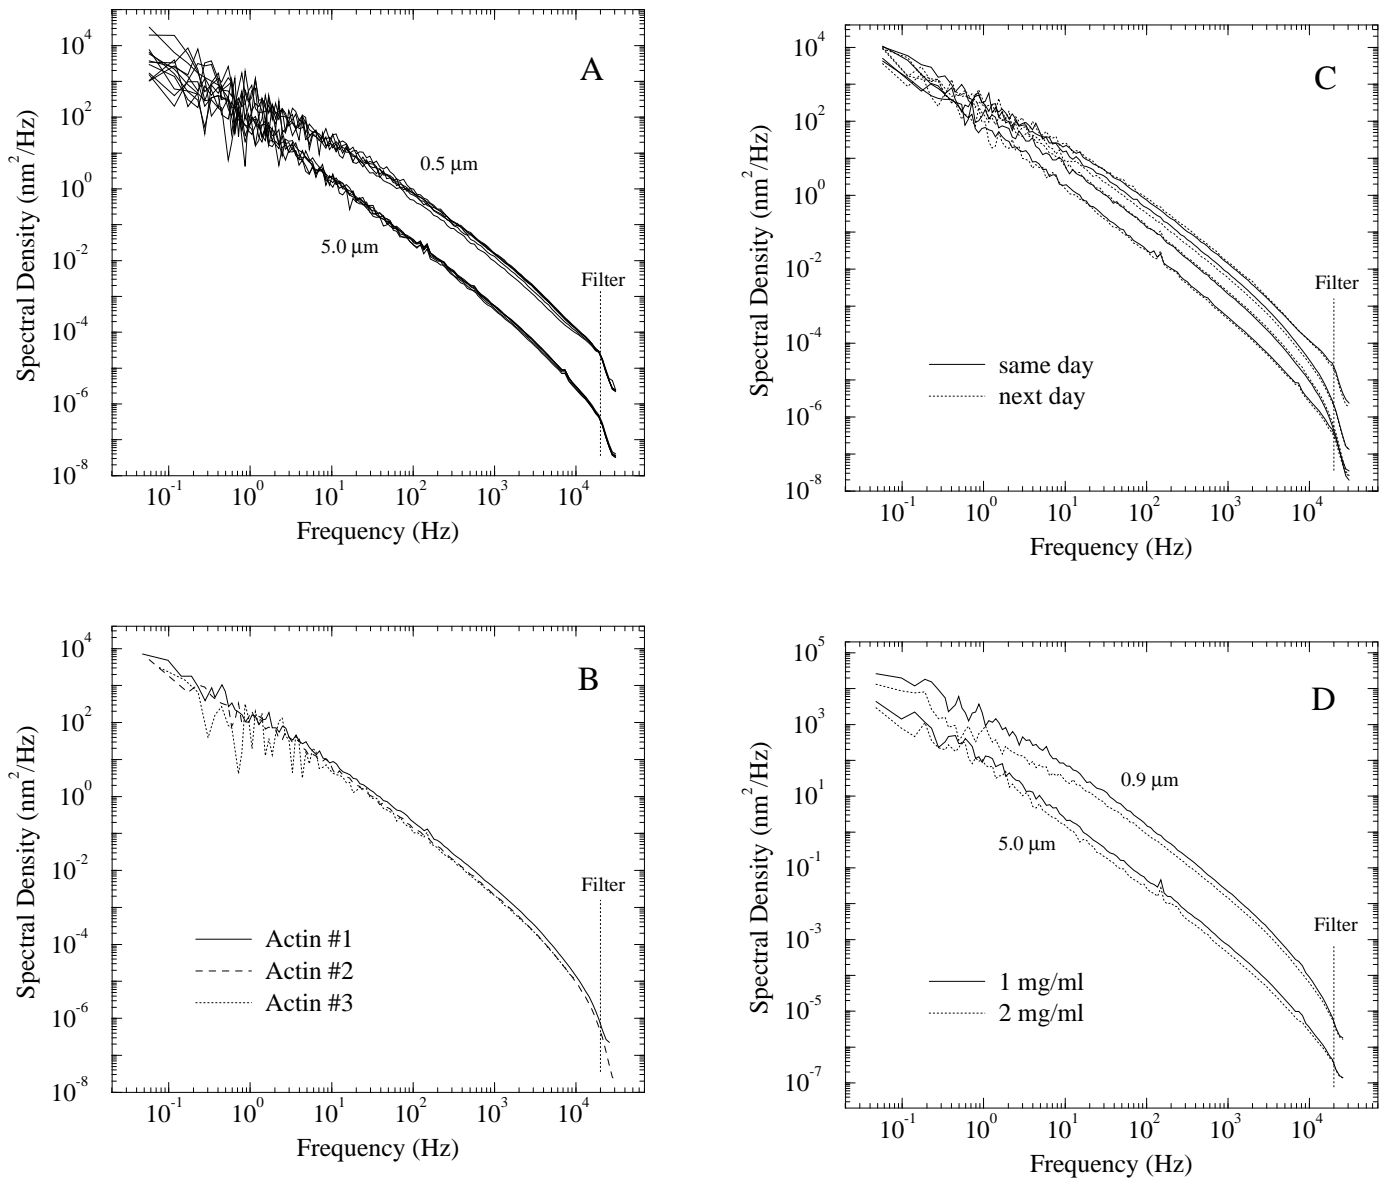 A
Spectral Density (nm²/Hz)
10⁴
10²
10⁰
10⁻²
10⁻⁴
10⁻⁶
10⁻⁸
0.5 µm
5.0 µm
Filter
10⁻¹ 10⁰ 10¹ 10² 10³ 10⁴
Frequency (Hz)
C
Spectral Density (nm²/Hz)
10⁴
10²
10⁰
10⁻²
10⁻⁴
10⁻⁶
10⁻⁸
Filter
same day
next day
10⁻¹ 10⁰ 10¹ 10² 10³ 10⁴
Frequency (Hz)
B
Spectral Density (nm²/Hz)
10⁴
10²
10⁰
10⁻²
10⁻⁴
10⁻⁶
10⁻⁸
Filter
Actin #1
Actin #2
Actin #3
10⁻¹ 10⁰ 10¹ 10² 10³ 10⁴
Frequency (Hz)
D
Spectral Density (nm²/Hz)
10⁵
10³
10¹
10⁻¹
10⁻³
10⁻⁵
10⁻⁷
0.9 µm
5.0 µm
Filter
1 mg/ml
2 mg/ml
10⁻¹ 10⁰ 10¹ 10² 10³ 10⁴
Frequency (Hz)